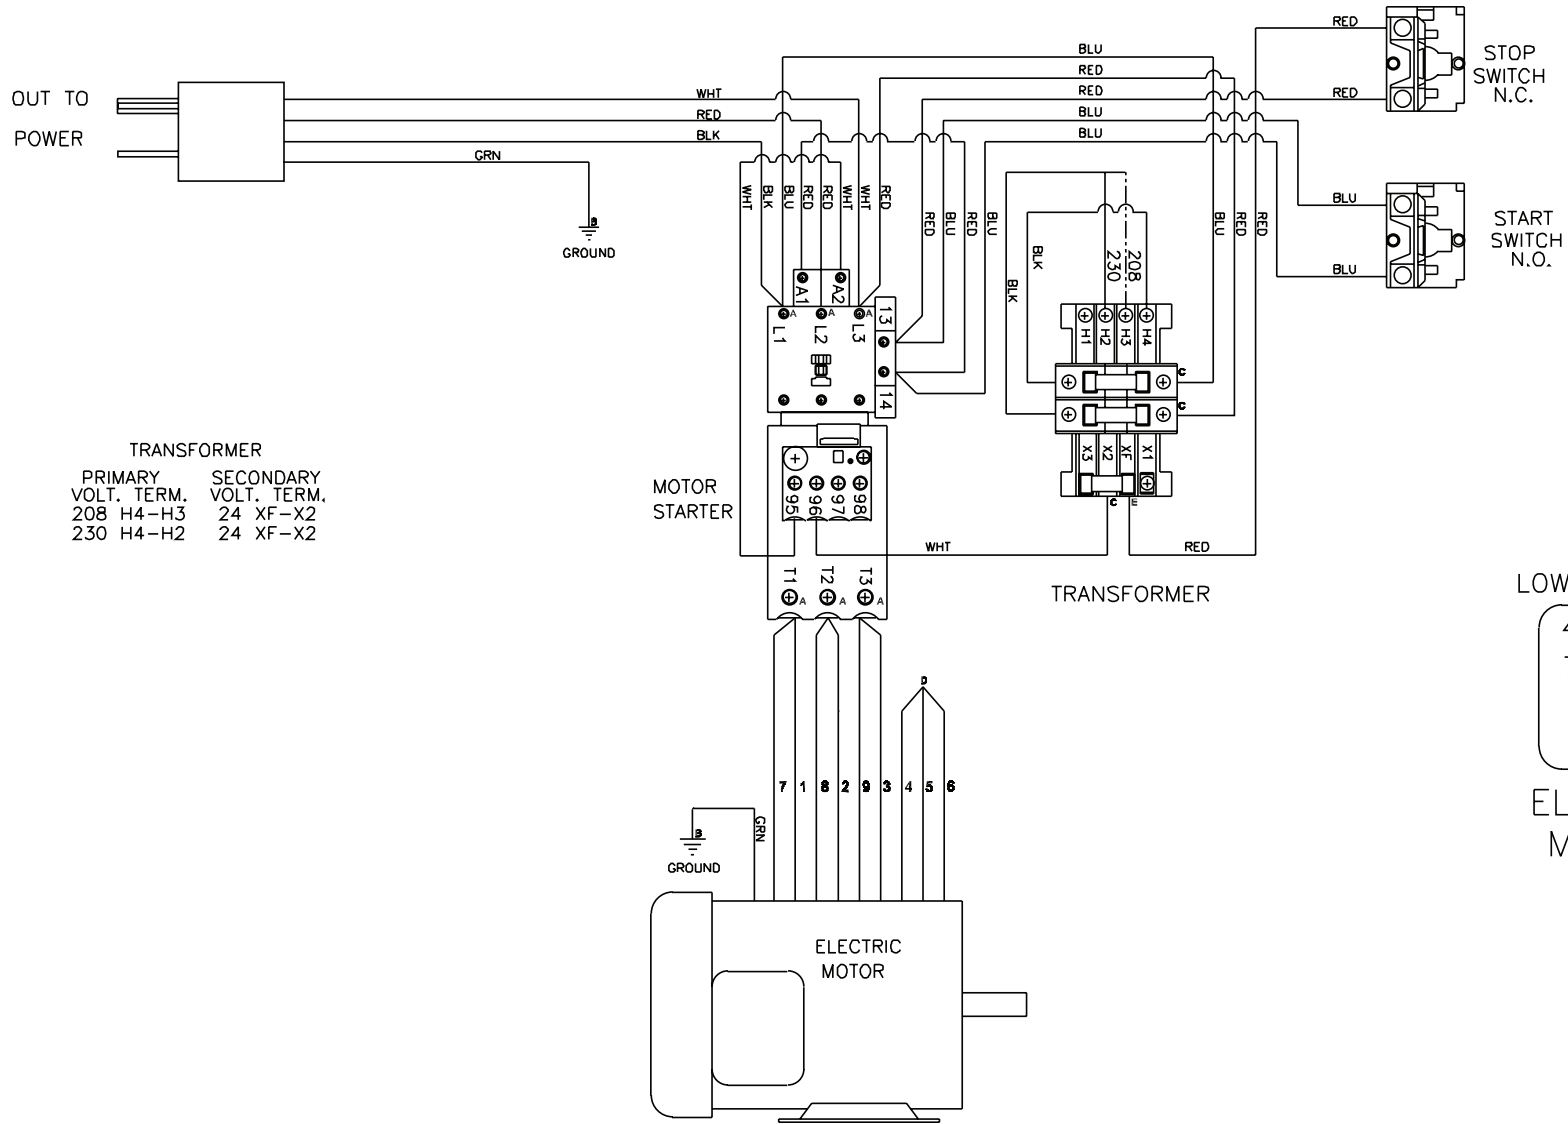 OUT TO
POWER
WHT
RED
BLK
GRN
B
GROUND
BLU
RED
RED
BLU
BLU
RED
RED
STOP
SWITCH
N.C.
BLU
BLU
START
SWITCH
N.O.
WHT
BLK
BLU
RED
RED
WHT
WHT
RED
RED
BLU
RED
BLU
BLK
BLK
230
208
BLU
RED
RED
A1
A2
A
A
A
L1
L2
L3
13
14
H1
H2
H3
H4
C
C
X3
X2
XF
X1
C
E
TRANSFORMER
PRIMARY SECONDARY
VOLT. TERM. VOLT. TERM.
208 H4-H3 24 XF-X2
230 H4-H2 24 XF-X2
MOTOR
STARTER
95
96
97
98
WHT
RED
TRANSFORMER
T1
T2
T3
A
A
A
LOW
D
7 1 8 2 9 3 4 5 6
GRN
B
GROUND
EL
M
ELECTRIC
MOTOR